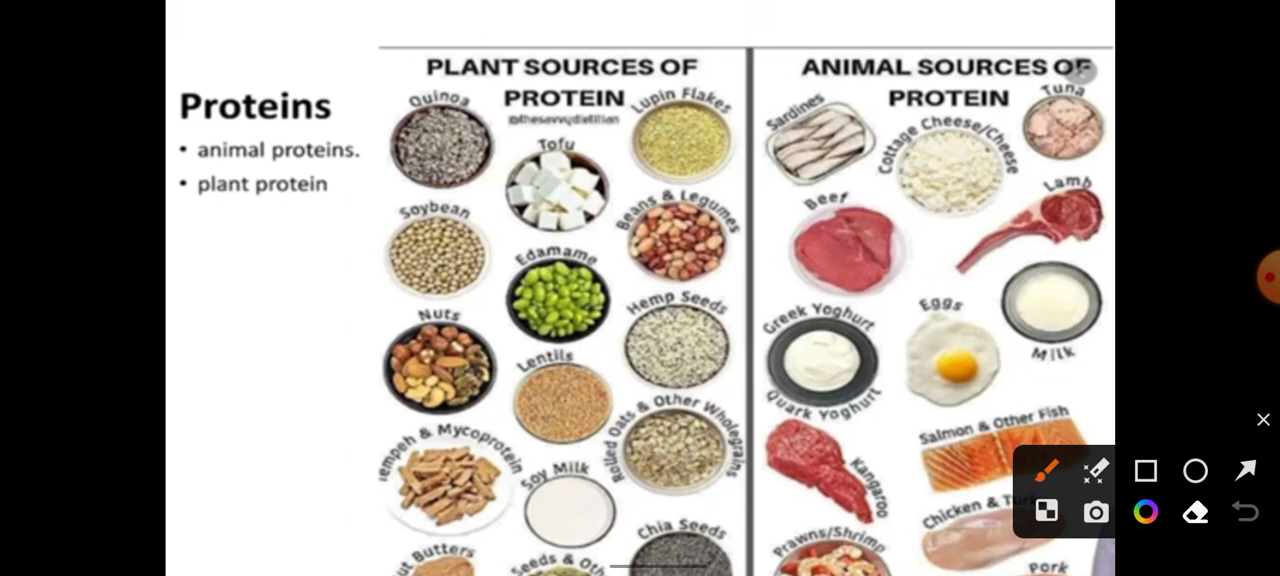 Proteins
• animal proteins.
• plant protein
PLANT SOURCES OF
PROTEIN
@thesavvydietitian
Quinoa
Lupin Flakes
Tofu
Soybean
Beans & Legumes
Edamame
Hemp Seeds
Nuts
Lentils
Rolled Oats & Other Wholegrains
empeh & Mycoprotein
Soy Milk
Chia Seeds
ut Butters
Seeds & Oth
ANIMAL SOURCES OF
PROTEIN
Sardines
Cottage Cheese/Cheese
Tuna
Beef
Lamb
Greek Yoghurt
Quark Yoghurt
Eggs
Milk
Salmon & Other Fish
Kangaroo
Chicken & Tur
Prawns/Shrimp
Pork